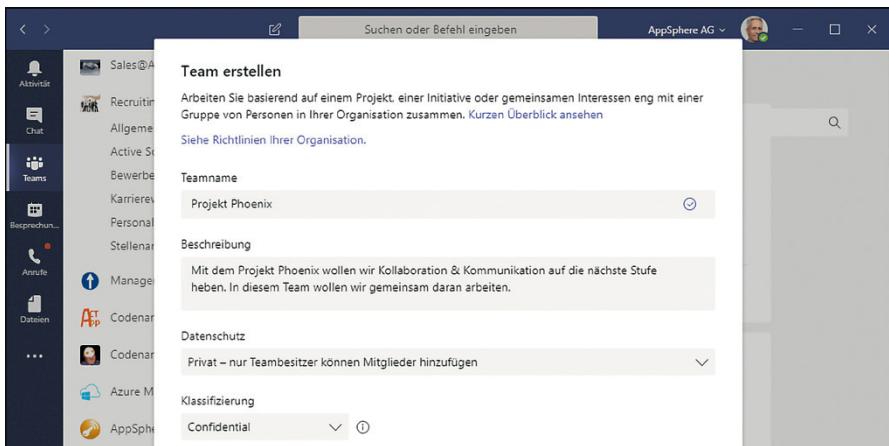 Suchen oder Befehl eingeben
AppSphere AG
Aktivität
Chat
Teams
Besprechun...
Anrufe
Dateien
Sales@A
Recruitin
Allgeme
Active So
Bewerbe
Karrierev
Personal
Stellenar
Manage
Codenar
Codenar
Azure M
AppSphe
Team erstellen
Arbeiten Sie basierend auf einem Projekt, einer Initiative oder gemeinsamen Interessen eng mit einer
Gruppe von Personen in Ihrer Organisation zusammen. Kurzen Überblick ansehen
Siehe Richtlinien Ihrer Organisation.
Teamname
Projekt Phoenix
Beschreibung
Mit dem Projekt Phoenix wollen wir Kollaboration & Kommunikation auf die nächste Stufe
heben. In diesem Team wollen wir gemeinsam daran arbeiten.
Datenschutz
Privat – nur Teambesitzer können Mitglieder hinzufügen
Klassifizierung
Confidential